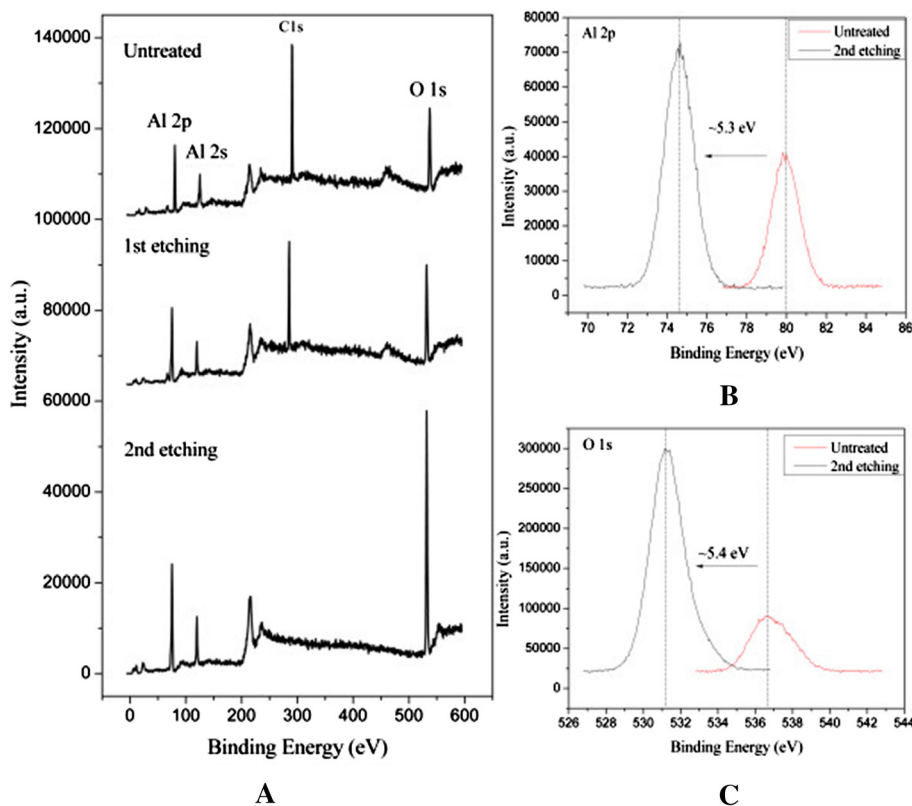 Untreated
C1s
O 1s
Al 2p
Al 2s
1st etching
2nd etching
140000
120000
100000
80000
60000
40000
20000
0
Intensity (a.u.)
0 100 200 300 400 500 600
Binding Energy (eV)
A
Al 2p
Untreated
2nd etching
~5.3 eV
80000
70000
60000
50000
40000
30000
20000
10000
0
Intensity (a.u.)
70 72 74 76 78 80 82 84 86
Binding Energy (eV)
B
O 1s
Untreated
2nd etching
~5.4 eV
300000
250000
200000
150000
100000
50000
0
Intensity (a.u.)
526 528 530 532 534 536 538 540 542 544
Binding Energy (eV)
C